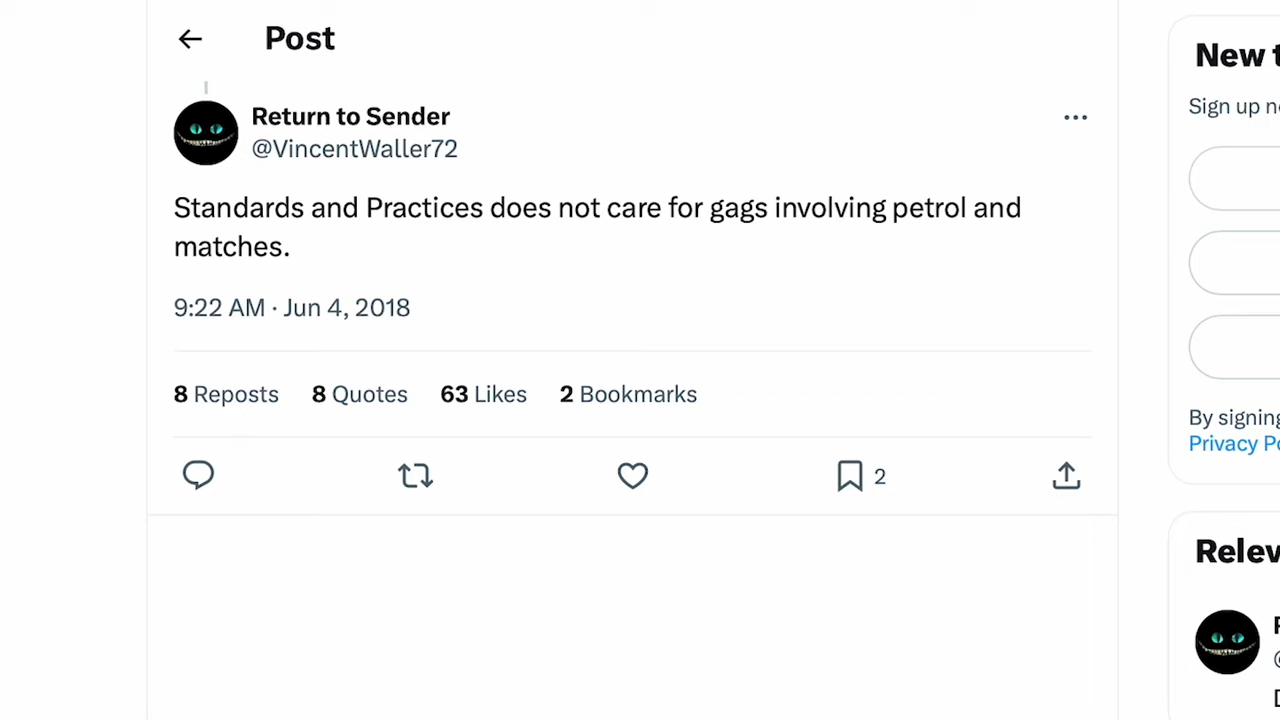 Post
Return to Sender
@VincentWaller72
Standards and Practices does not care for gags involving petrol and
matches.
9:22 AM · Jun 4, 2018
8 Reposts 8 Quotes 63 Likes 2 Bookmarks
2
New
Sign up
By signing
Privacy